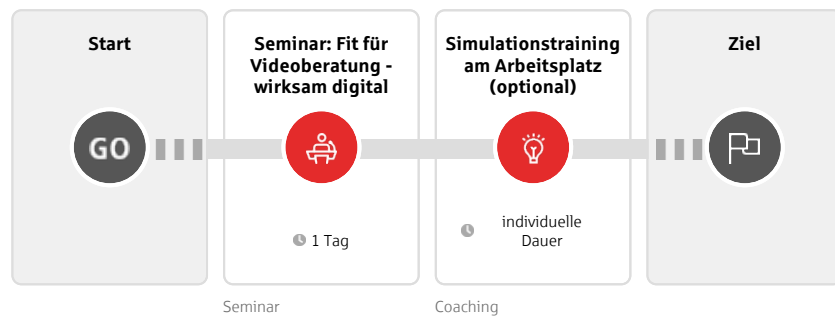 Start
Seminar: Fit für
Videoberatung -
wirksam digital
Simulationstraining
am Arbeitsplatz
(optional)
Ziel
GO
1 Tag
individuelle
Dauer
Seminar
Coaching